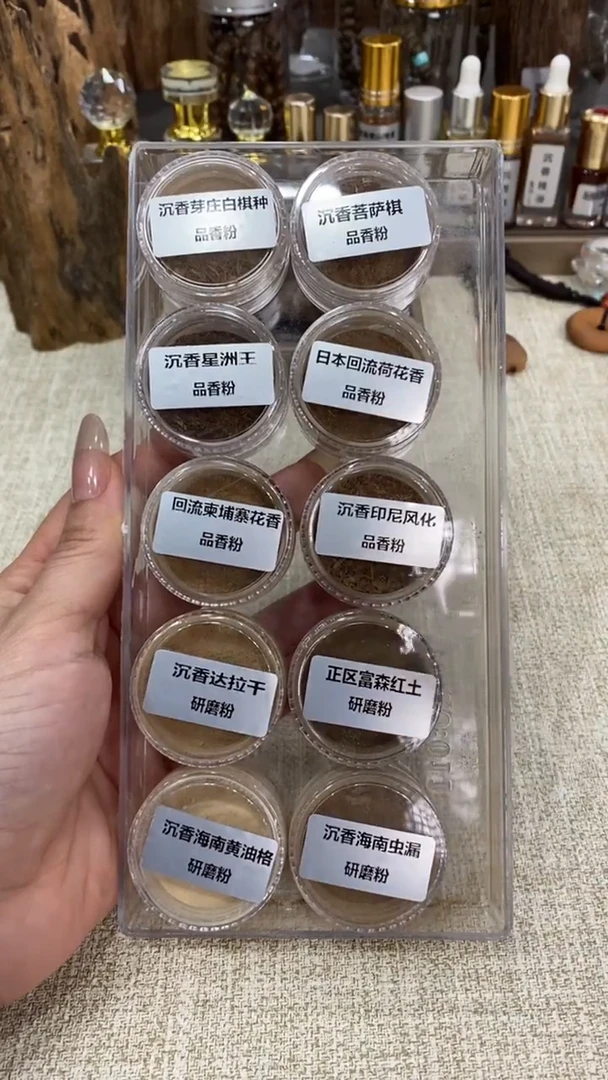 沉香芽庄白棋种
品香粉
沉香菩萨棋
品香粉
沉香星洲王
品香粉
日本回流荷花香
品香粉
回流柬埔寨花香
品香粉
沉香印尼风化
品香粉
沉香达拉干
研磨粉
正区富森红土
研磨粉
沉香海南黄油格
研磨粉
沉香海南虫漏
研磨粉